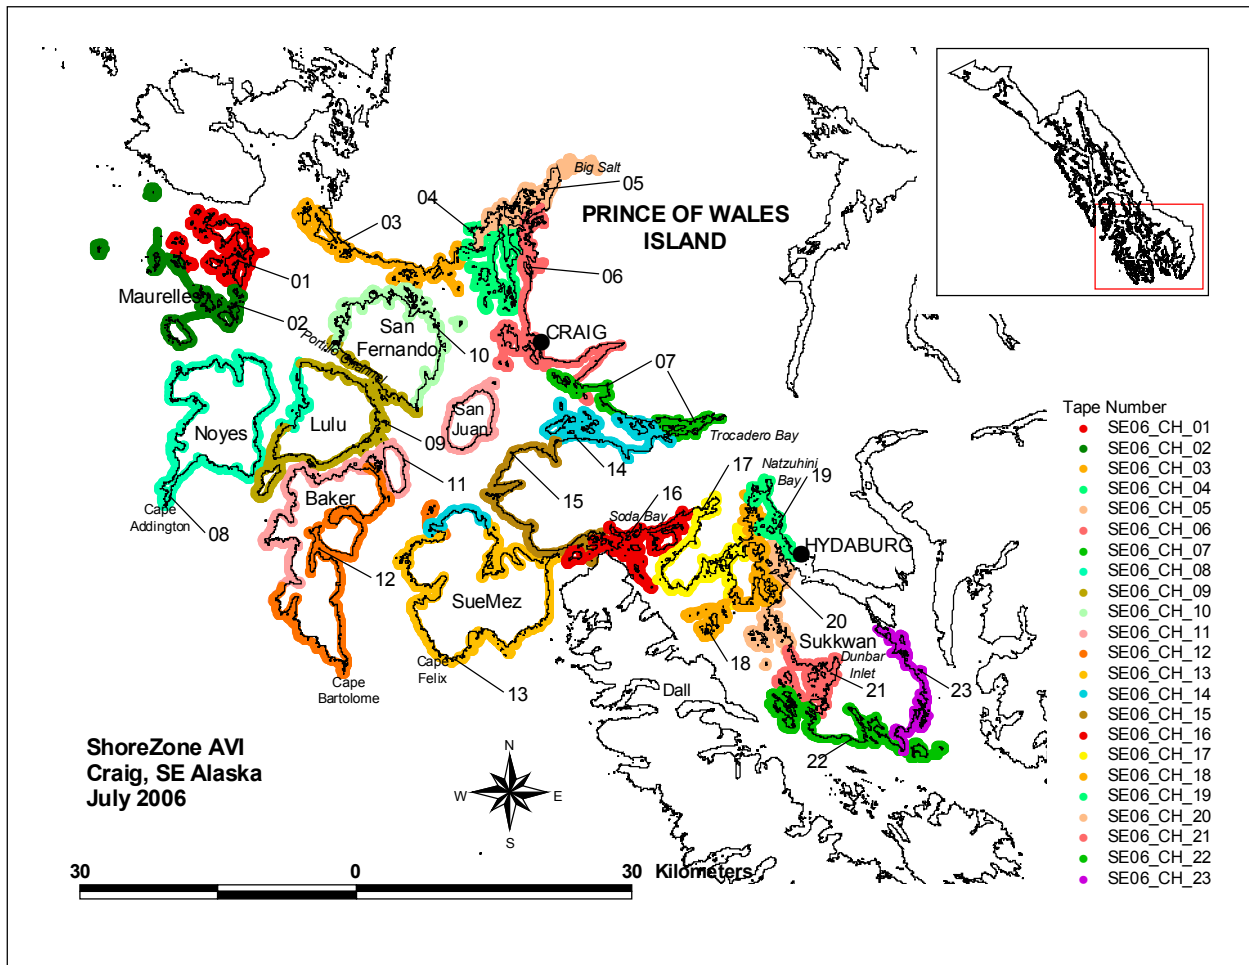 Big Salt
05
04
PRINCE OF WALES
ISLAND
03
01
06
Maurelles
02
San
Fernando
10
CRAIG
Portillo Channel
07
San
Juan
Noyes
Lulu
09
Trocadero Bay
14
17
Natzuhini
Bay
19
11
15
16
Baker
Cape
Addington
08
Soda Bay
HYDABURG
12
SueMez
20
Sukkwan
18
Dunbar
Inlet
Cape
Felix
Cape
Bartolome
13
Dall
21
23
22
ShoreZone AVI
Craig, SE Alaska
July 2006
N
W
E
S
30
0
30
Kilometers
Tape Number
SE06_CH_01
SE06_CH_02
SE06_CH_03
SE06_CH_04
SE06_CH_05
SE06_CH_06
SE06_CH_07
SE06_CH_08
SE06_CH_09
SE06_CH_10
SE06_CH_11
SE06_CH_12
SE06_CH_13
SE06_CH_14
SE06_CH_15
SE06_CH_16
SE06_CH_17
SE06_CH_18
SE06_CH_19
SE06_CH_20
SE06_CH_21
SE06_CH_22
SE06_CH_23